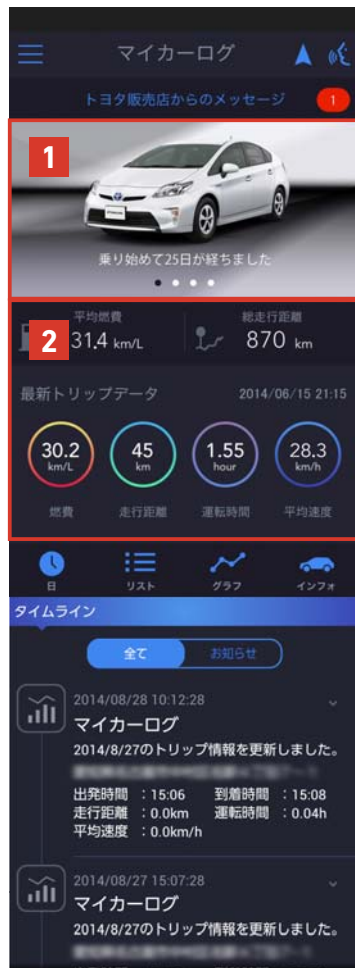 マイカーログ
トヨタ販売店からのメッセージ 1
1
乗り始めて25日が経ちました
2
平均燃費 総走行距離
31.4 km/L 870 km
最新トリップデータ 2014/06/15 21:15
30.2 45 1.55 28.3
km/L km hour km/h
燃費 走行距離 運転時間 平均速度
日 リスト グラフ インフォ
タイムライン
全て お知らせ
2014/08/28 10:12:28
マイカーログ
2014/8/27のトリップ情報を更新しました。
出発時間 :15:06 到着時間 :15:08
走行距離 :0.0km 運転時間 :0.04h
平均速度 :0.0km/h
2014/08/27 15:07:28
マイカーログ
2014/8/27のトリップ情報を更新しました。